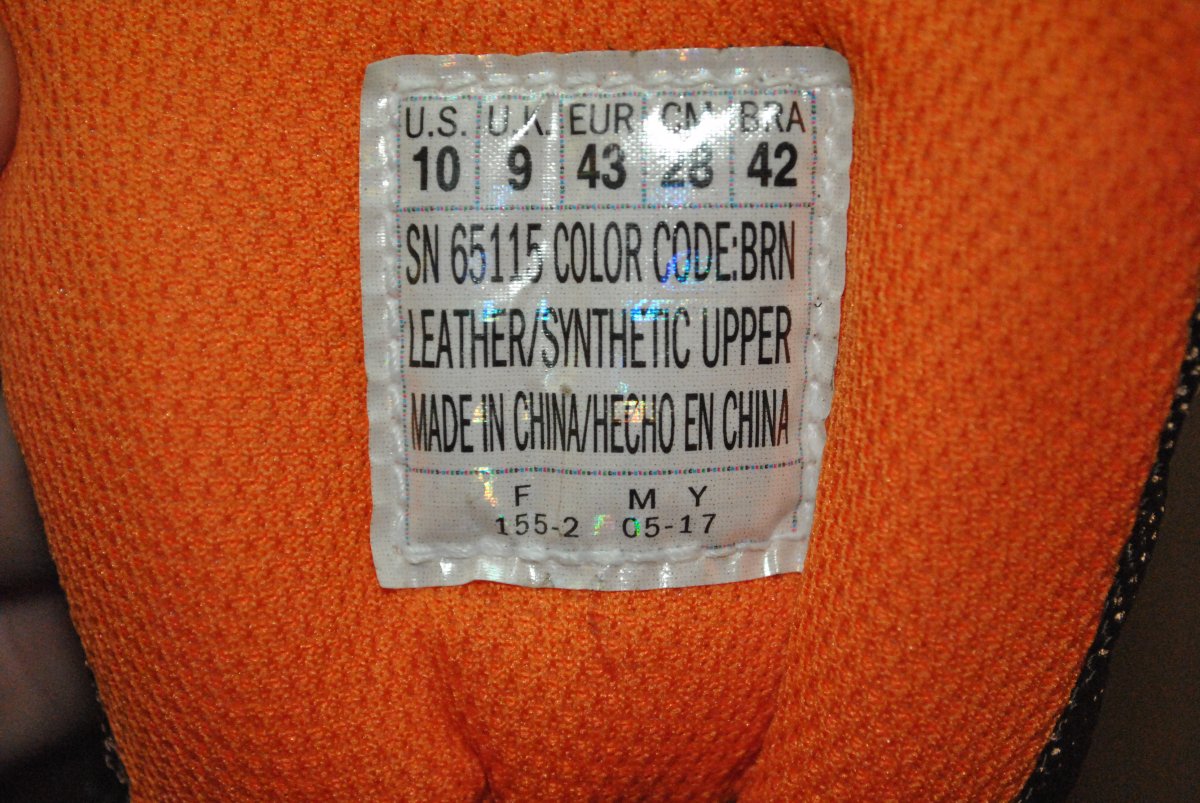 U.S. U.K. EUR CM BRA
10 9 43 28 42
SN 65115 COLOR CODE:BRN
LEATHER/SYNTHETIC UPPER
MADE IN CHINA/HECHO EN CHINA
F M Y
155-2 05-17